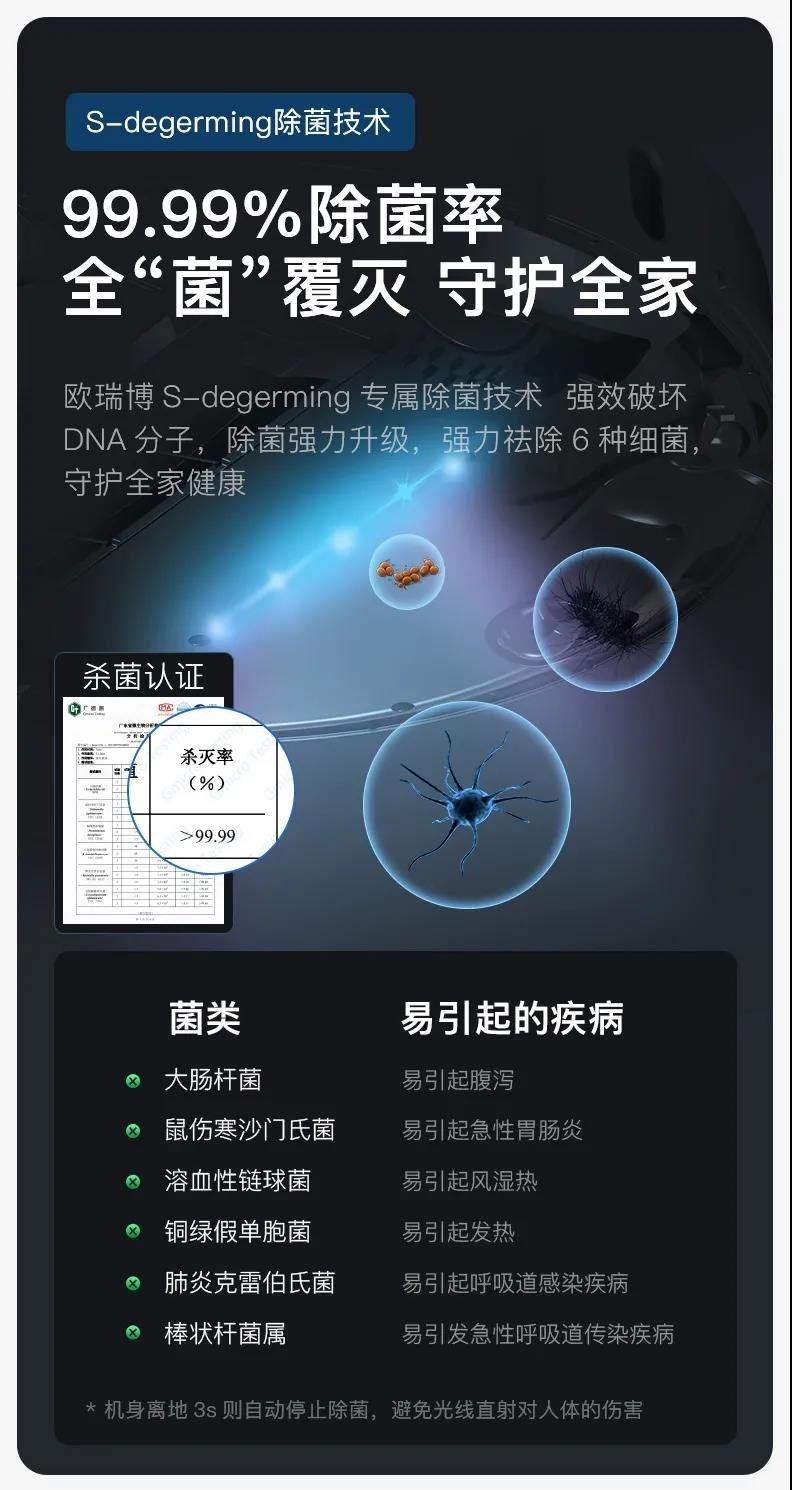 S-degerming除菌技术
99.99%除菌率
全“菌”覆灭 守护全家
欧瑞博 S-degerming 专属除菌技术 强效破坏
DNA 分子，除菌强力升级，强力祛除 6 种细菌，
守护全家健康
杀菌认证
杀灭率
（%）
>99.99
菌类 易引起的疾病
大肠杆菌 易引起腹泻
鼠伤寒沙门氏菌 易引起急性胃肠炎
溶血性链球菌 易引起风湿热
铜绿假单胞菌 易引起发热
肺炎克雷伯氏菌 易引起呼吸道感染疾病
棒状杆菌属 易引发急性呼吸道传染疾病
* 机身离地 3s 则自动停止除菌，避免光线直射对人体的伤害